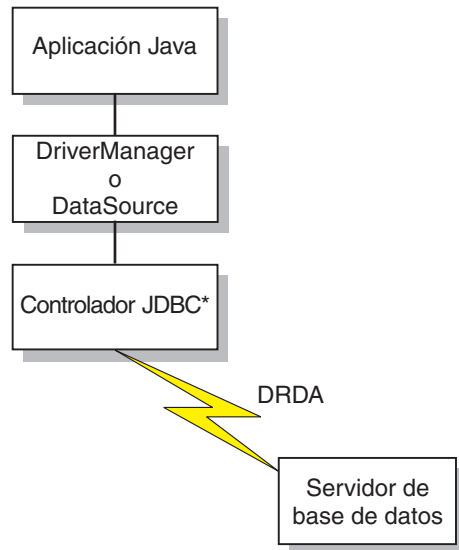 Aplicación Java
DriverManager
o
DataSource
Controlador JDBC*
DRDA
Servidor de
base de datos